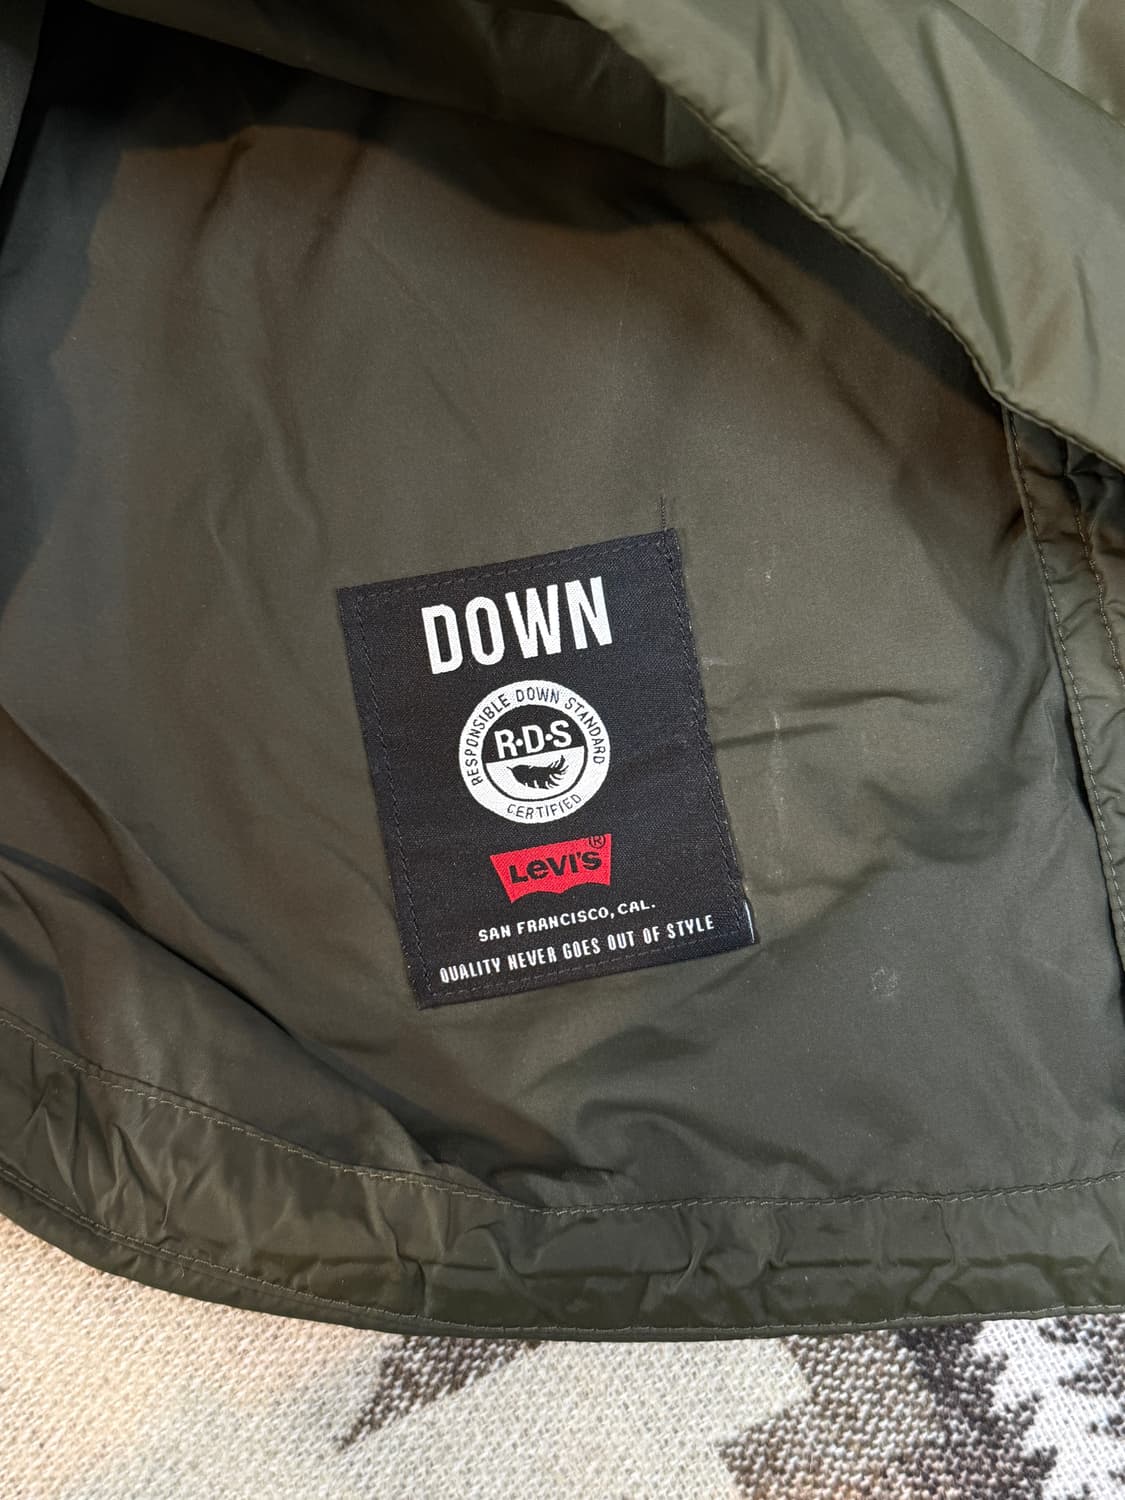 DOWN
RESPONSIBLE DOWN STANDARD
R·D·S
CERTIFIED
Levi's®
SAN FRANCISCO, CAL.
QUALITY NEVER GOES OUT OF STYLE